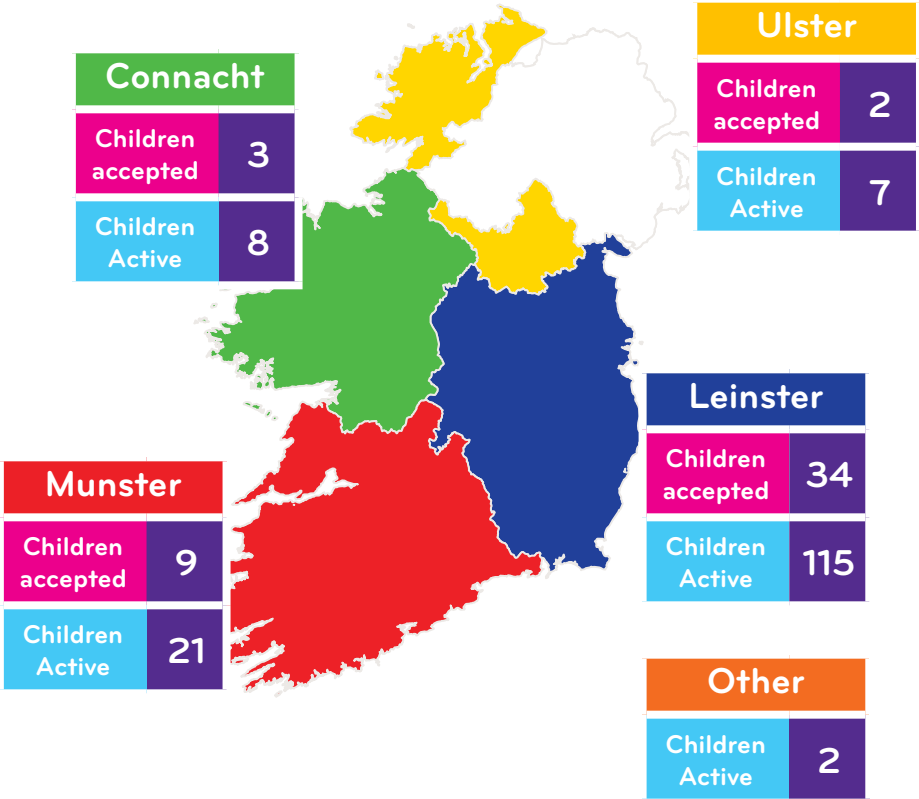 Ulster
Children
accepted
2
Children
Active
7
Connacht
Children
accepted
3
Children
Active
8
Leinster
Children
accepted
34
Children
Active
115
Munster
Children
accepted
9
Children
Active
21
Other
Children
Active
2